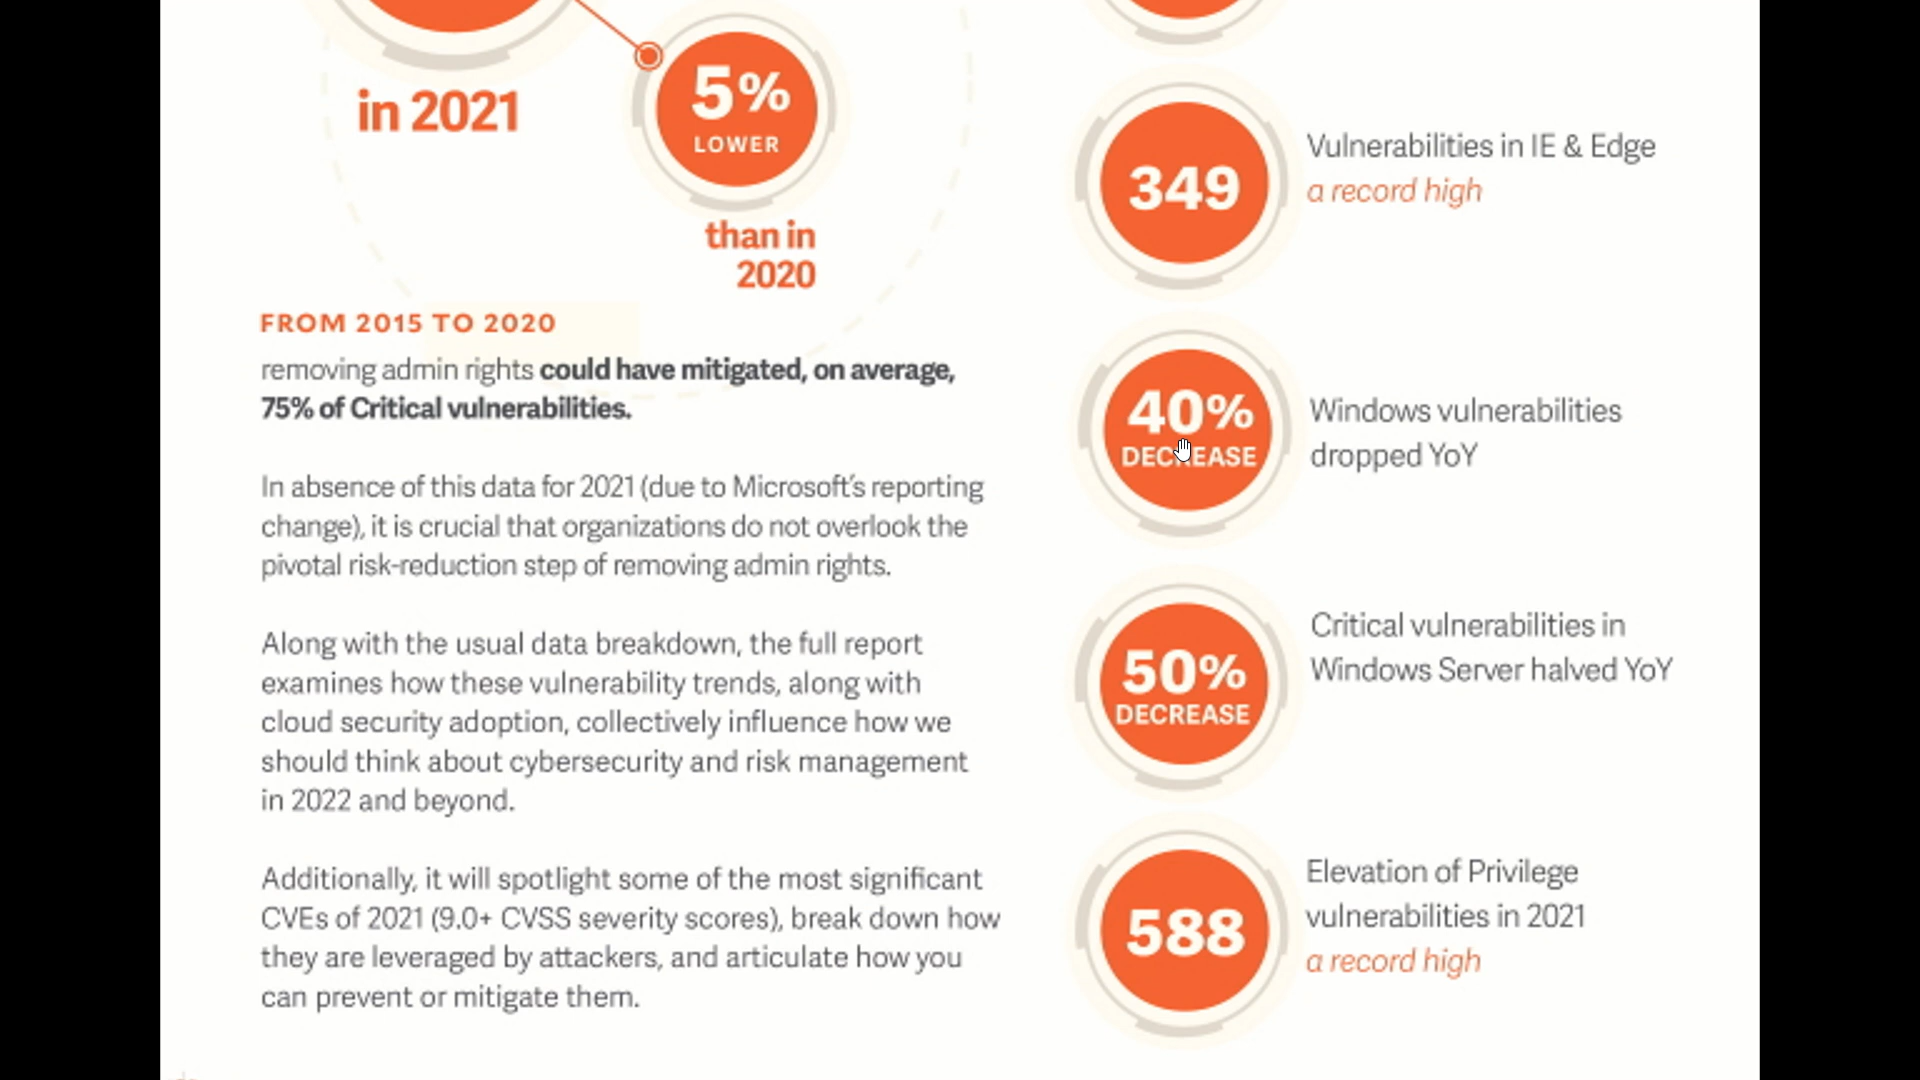 in 2021
5%
LOWER
than in
2020
FROM 2015 TO 2020
removing admin rights could have mitigated, on average,
75% of Critical vulnerabilities.
In absence of this data for 2021 (due to Microsoft's reporting
change), it is crucial that organizations do not overlook the
pivotal risk-reduction step of removing admin rights.
Along with the usual data breakdown, the full report
examines how these vulnerability trends, along with
cloud security adoption, collectively influence how we
should think about cybersecurity and risk management
in 2022 and beyond.
Additionally, it will spotlight some of the most significant
CVEs of 2021 (9.0+ CVSS severity scores), break down how
they are leveraged by attackers, and articulate how you
can prevent or mitigate them.
349
Vulnerabilities in IE & Edge
a record high
40%
DECREASE
Windows vulnerabilities
dropped YoY
50%
DECREASE
Critical vulnerabilities in
Windows Server halved YoY
588
Elevation of Privilege
vulnerabilities in 2021
a record high